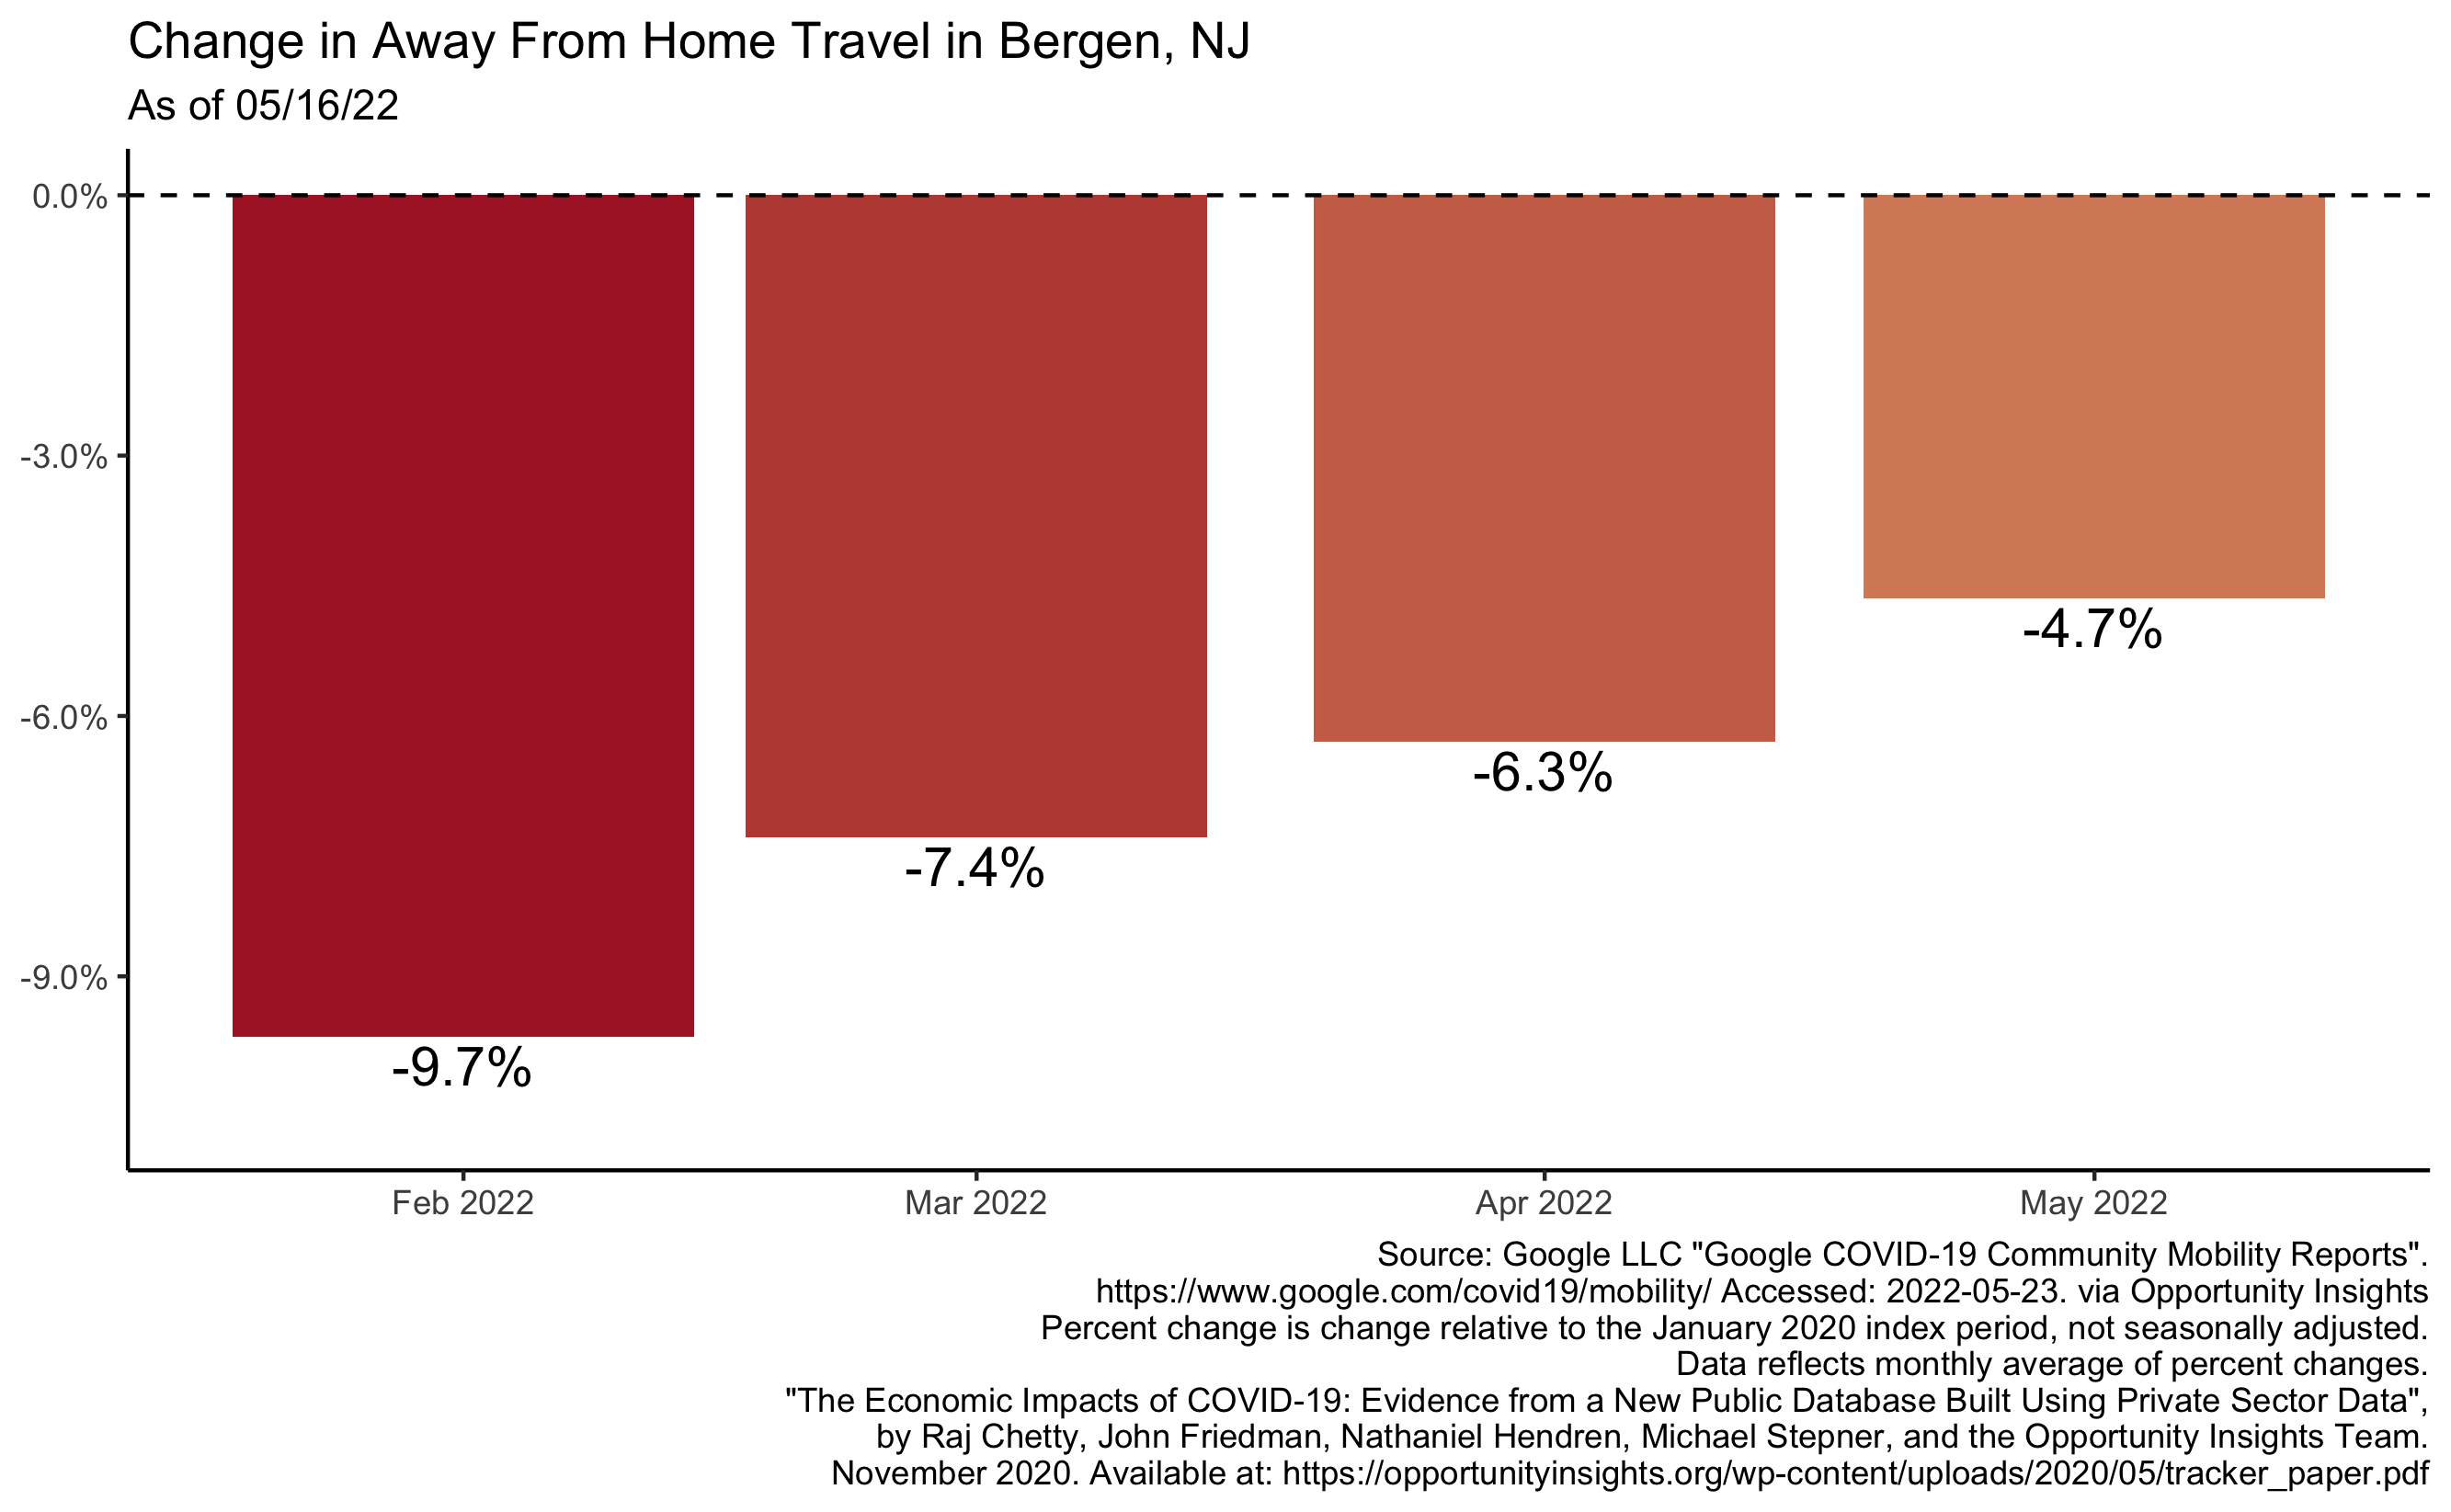 Change in Away From Home Travel in Bergen, NJ
As of 05/16/22
0.0%
-3.0%
-6.0%
-9.0%
-9.7%
-7.4%
-6.3%
-4.7%
Feb 2022
Mar 2022
Apr 2022
May 2022
Source: Google LLC "Google COVID-19 Community Mobility Reports".
https://www.google.com/covid19/mobility/ Accessed: 2022-05-23. via Opportunity Insights
Percent change is change relative to the January 2020 index period, not seasonally adjusted.
Data reflects monthly average of percent changes.
"The Economic Impacts of COVID-19: Evidence from a New Public Database Built Using Private Sector Data",
by Raj Chetty, John Friedman, Nathaniel Hendren, Michael Stepner, and the Opportunity Insights Team.
November 2020. Available at: https://opportunityinsights.org/wp-content/uploads/2020/05/tracker_paper.pdf